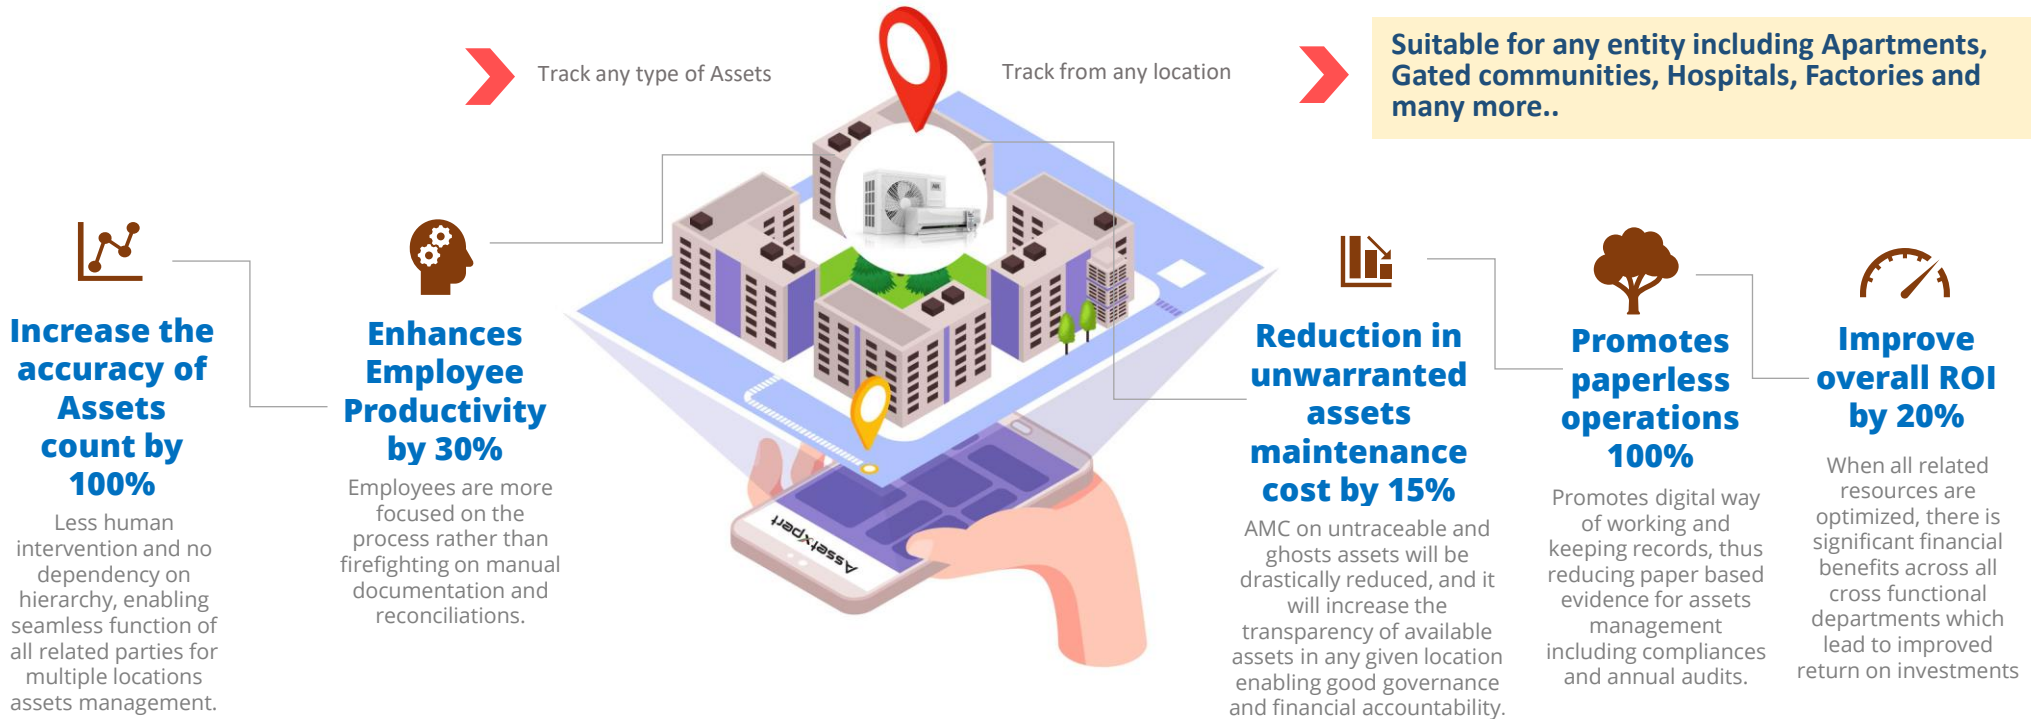 Track any type of Assets
Track from any location
Suitable for any entity including Apartments,
Gated communities, Hospitals, Factories and
many more..
Increase the
accuracy of
Assets
count by
100%
Less human
intervention and no
dependency on
hierarchy, enabling
seamless function of
all related parties for
multiple locations
assets management.
Enhances
Employee
Productivity
by 30%
Employees are more
focused on the
process rather than
firefighting on manual
documentation and
reconciliations.
AssetXpert
Reduction in
unwarranted
assets
maintenance
cost by 15%
AMC on untraceable and
ghosts assets will be
drastically reduced, and it
will increase the
transparency of available
assets in any given location
enabling good governance
and financial accountability.
Promotes
paperless
operations
100%
Promotes digital way
of working and
keeping records, thus
reducing paper based
evidence for assets
management
including compliances
and annual audits.
Improve
overall ROI
by 20%
When all related
resources are
optimized, there is
significant financial
benefits across all
cross functional
departments which
lead to improved
return on investments